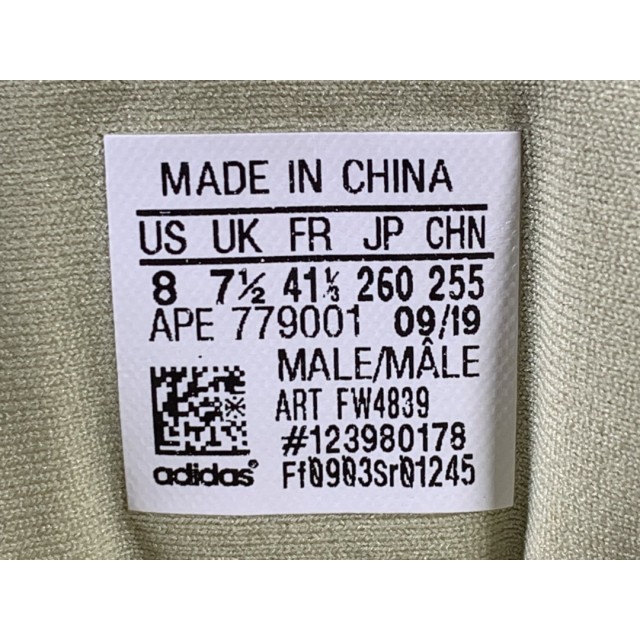 MADE IN CHINA
US UK FR JP CHN
8 7½ 41⅓ 260 255
APE 779001 09/19
MALE/MÂLE
ART FW4839
#123980178
adidas® Ff0903Sr01245